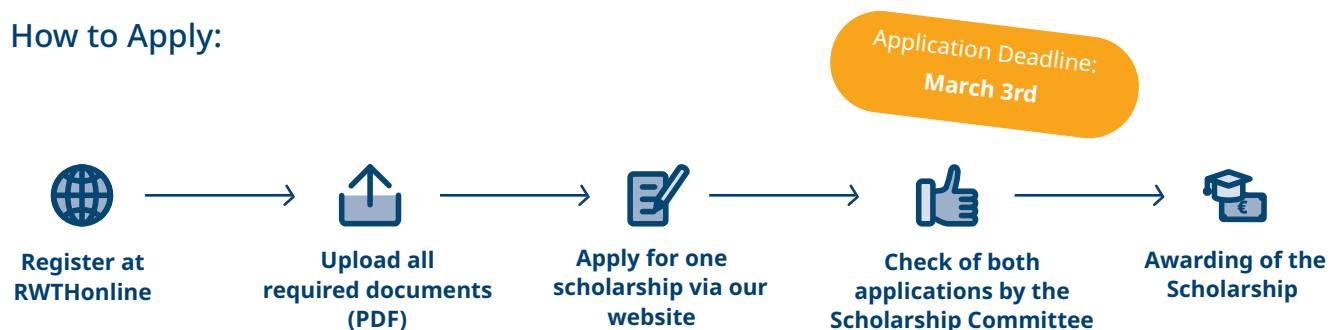 How to Apply:
Application Deadline:
March 3rd
€
Register at
RWTHonline
Upload all
required documents
(PDF)
Apply for one
scholarship via our
website
Check of both
applications by the
Scholarship Committee
Awarding of the
Scholarship